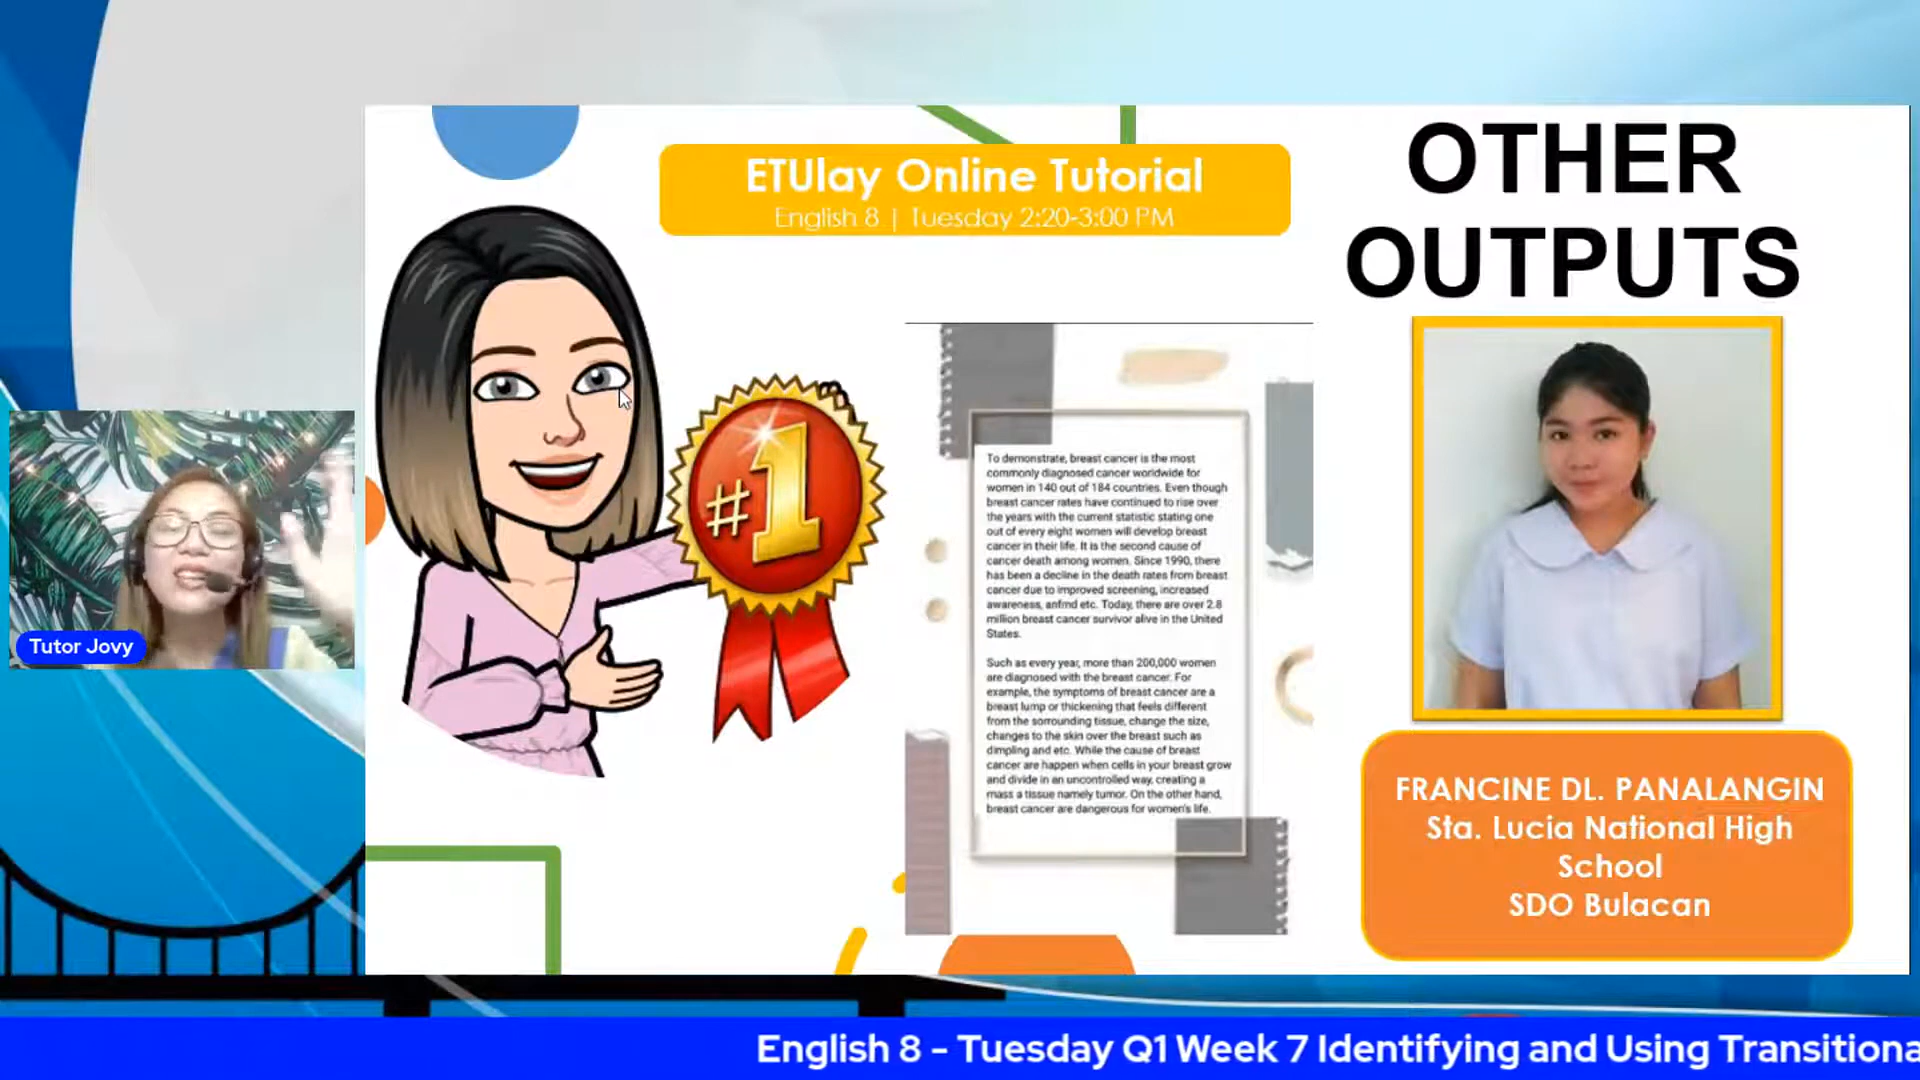 ETUlay Online Tutorial
English 8 | Tuesday 2:20-3:00 PM
OTHER
OUTPUTS
#1
To demonstrate, breast cancer is the most
commonly diagnosed cancer worldwide for
women in 140 out of 184 countries. Even though
breast cancer rates have continued to rise over
the years with the current statistic stating one
out of every eight women will develop breast
cancer in their life. It is the second cause of
cancer death among women. Since 1990, there
has been a decline in the death rates from breast
cancer due to improved screening, increased
awareness, anfmd etc. Today, there are over 2.8
million breast cancer survivor alive in the United
States.
Such as every year, more than 200,000 women
are diagnosed with the breast cancer. For
example, the symptoms of breast cancer are a
breast lump or thickening that feels different
from the sorrounding tissue, change the size,
changes to the skin over the breast such as
dimpling and etc. While the cause of breast
cancer are happen when cells in your breast grow
and divide in an uncontrolled way, creating a
mass a tissue namely tumor. On the other hand,
breast cancer are dangerous for women's life.
FRANCINE DL. PANALANGIN
Sta. Lucia National High
School
SDO Bulacan
Tutor Jovy
English 8 - Tuesday Q1 Week 7 Identifying and Using Transitiona